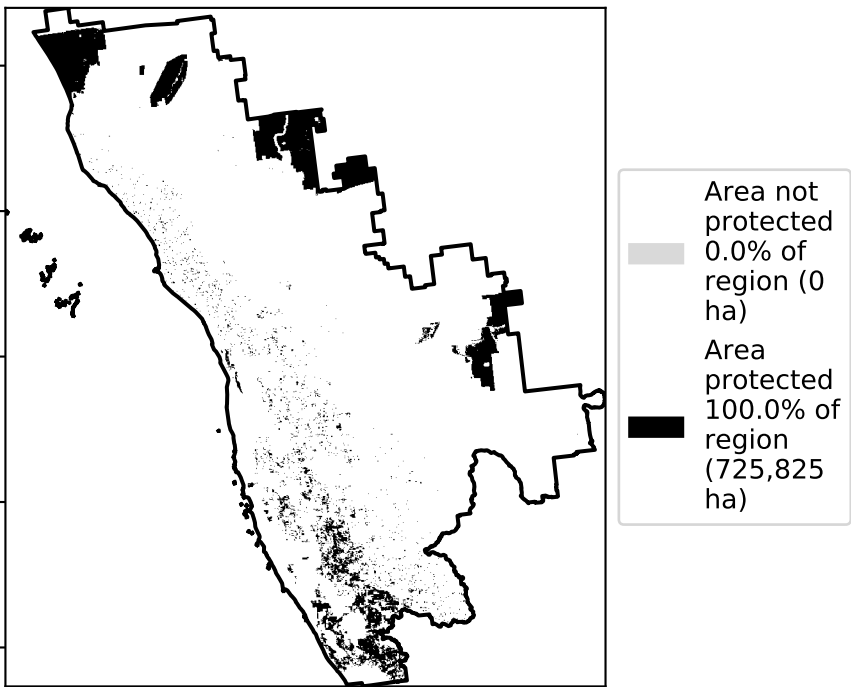 Area not
protected
0.0% of
region (0
ha)
Area
protected
100.0% of
region
(725,825
ha)